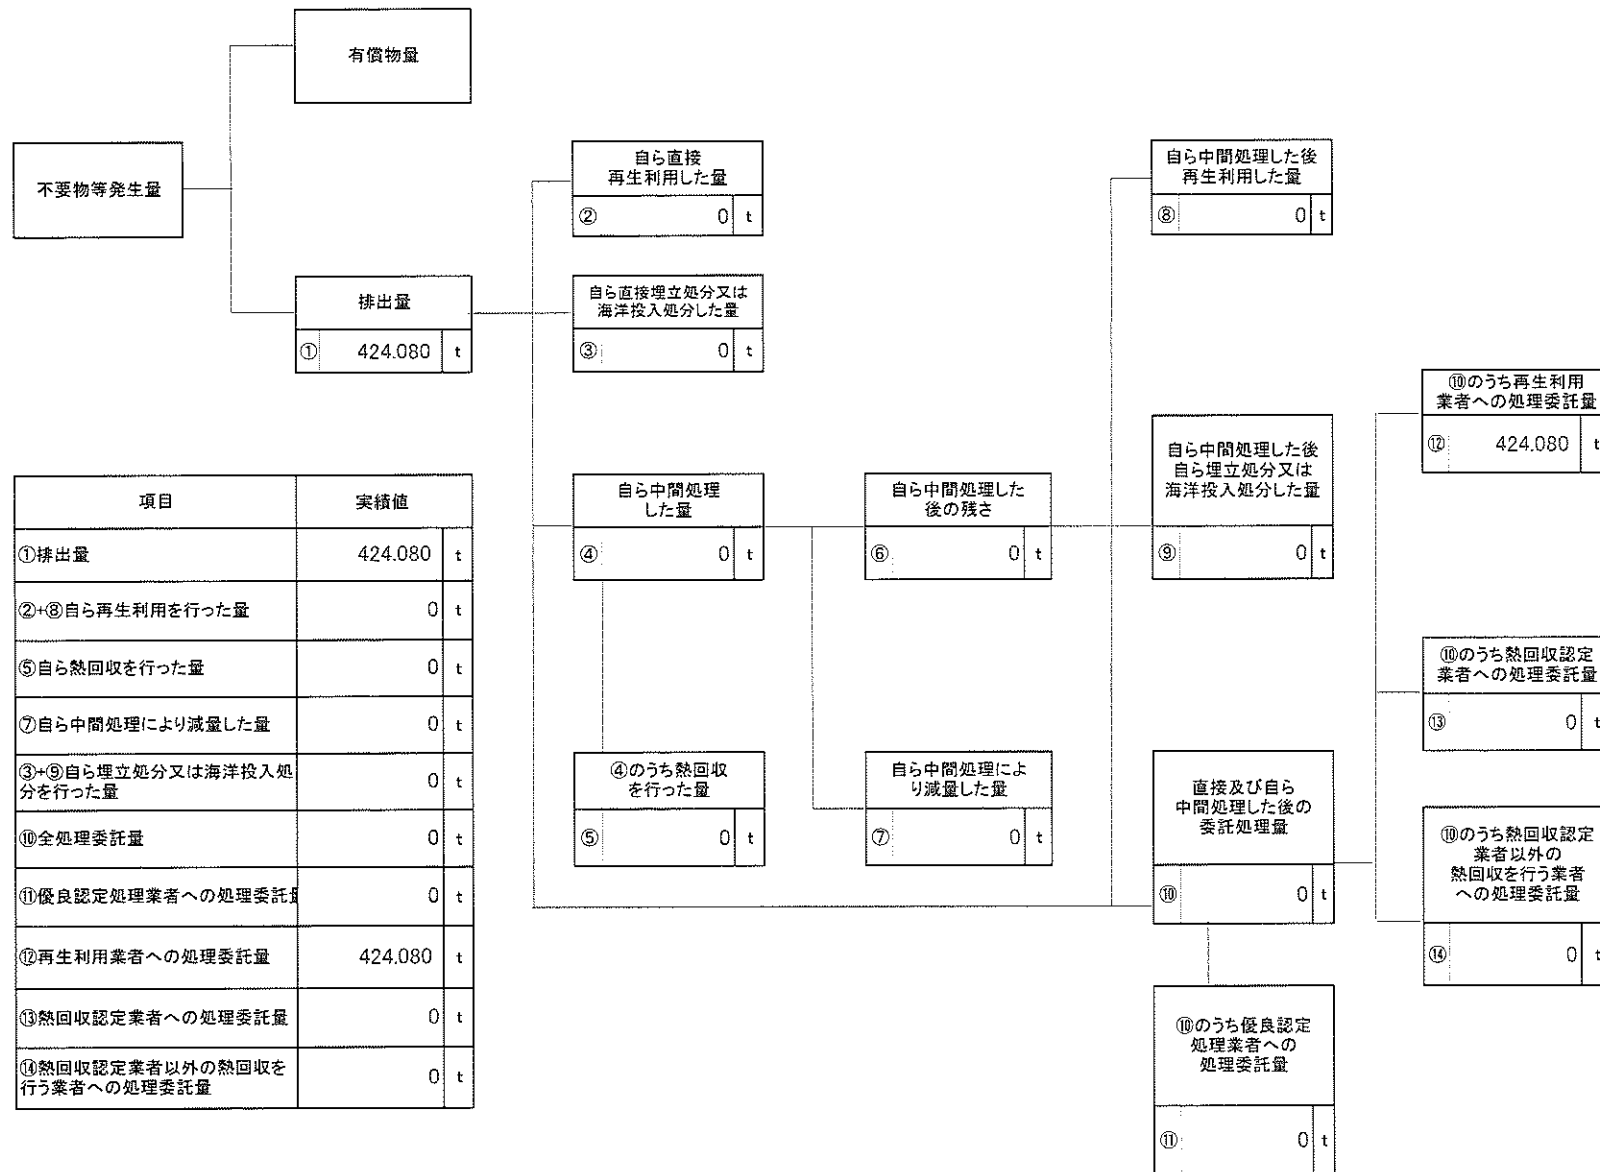 有償物量
不要物等発生量
排出量
① 424.080 t
自ら直接
再生利用した量
② 0 t
自ら直接埋立処分又は
海洋投入処分した量
③ 0 t
自ら中間処理
した量
④ 0 t
④のうち熱回収
を行った量
⑤ 0 t
自ら中間処理した
後の残さ
⑥ 0 t
自ら中間処理によ
り減量した量
⑦ 0 t
自ら中間処理した後
再生利用した量
⑧ 0 t
自ら中間処理した後
自ら埋立処分又は
海洋投入処分した量
⑨ 0 t
直接及び自ら
中間処理した後の
委託処理量
⑩ 0 t
⑩のうち優良認定
処理業者への
処理委託量
⑪ 0 t
⑩のうち再生利用
業者への処理委託量
⑫ 424.080 t
⑩のうち熱回収認定
業者への処理委託量
⑬ 0 t
⑩のうち熱回収認定
業者以外の
熱回収を行う業者
への処理委託量
⑭ 0 t
項目 実績値
①排出量 424.080 t
②+⑧自ら再生利用を行った量 0 t
⑤自ら熱回収を行った量 0 t
⑦自ら中間処理により減量した量 0 t
③+⑨自ら埋立処分又は海洋投入処
分を行った量 0 t
⑩全処理委託量 0 t
⑪優良認定処理業者への処理委託量 0 t
⑫再生利用業者への処理委託量 424.080 t
⑬熱回収認定業者への処理委託量 0 t
⑭熱回収認定業者以外の熱回収を
行う業者への処理委託量 0 t